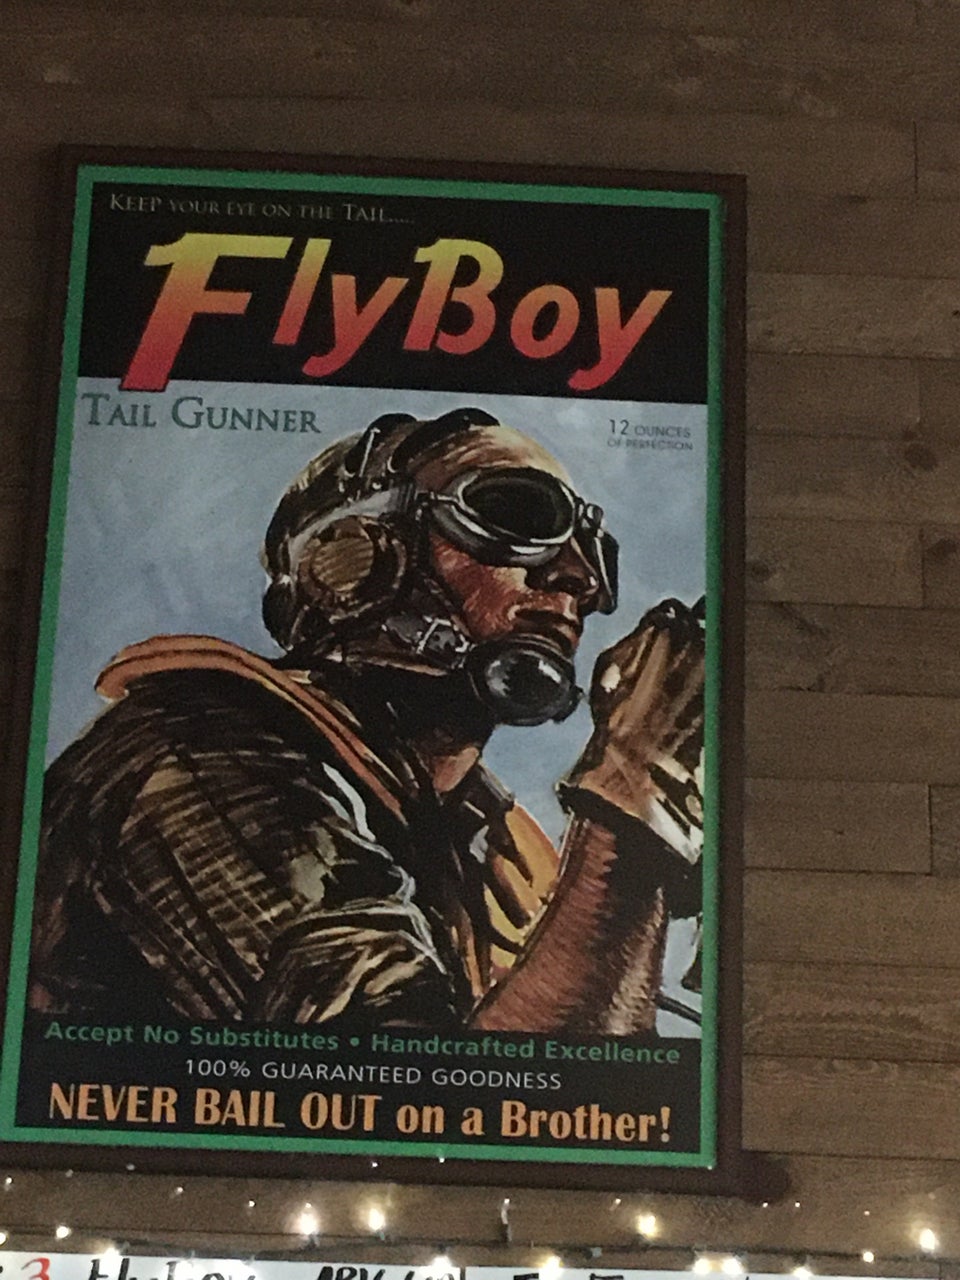 KEEP YOUR EYE ON THE TAIL.....
FlyBoy
TAIL GUNNER
12 OUNCES
OF PERFECTION
Accept No Substitutes • Handcrafted Excellence
100% GUARANTEED GOODNESS
NEVER BAIL OUT on a Brother!
3